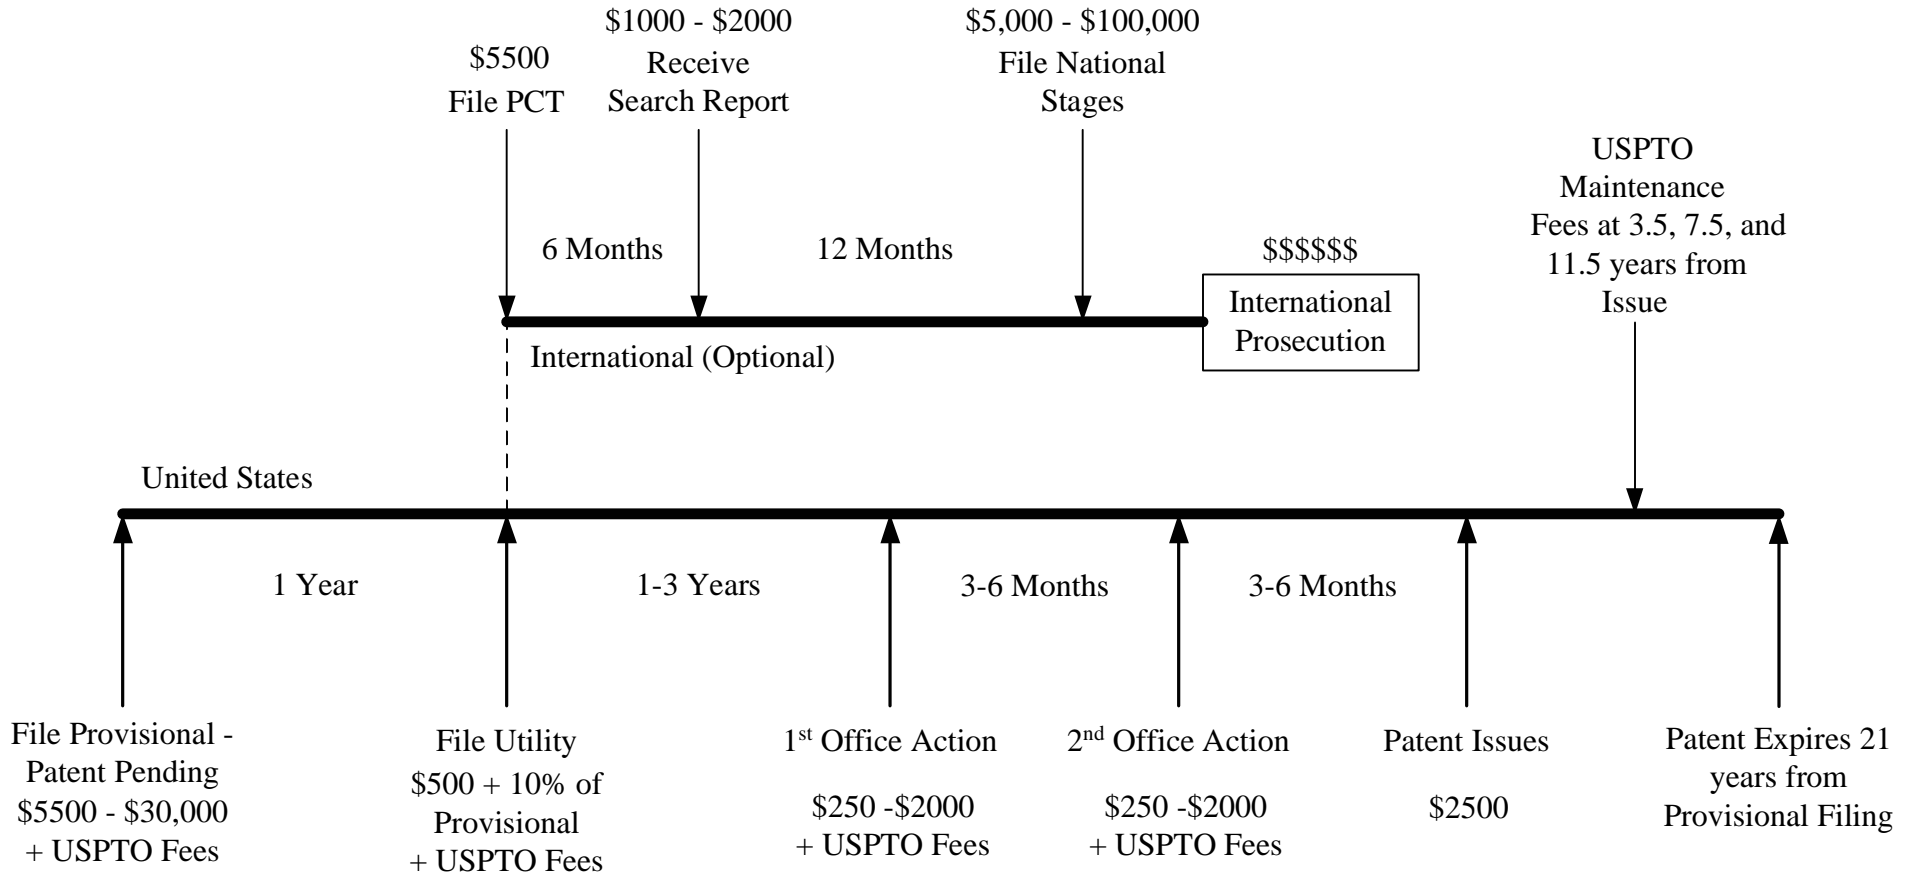 $5500
File PCT
$1000 - $2000
Receive
Search Report
$5,000 - $100,000
File National
Stages
USPTO
Maintenance
Fees at 3.5, 7.5, and
11.5 years from
Issue
6 Months
12 Months
$$$$$$
International
Prosecution
International (Optional)
United States
1 Year
1-3 Years
3-6 Months
3-6 Months
File Provisional -
Patent Pending
$5500 - $30,000
+ USPTO Fees
File Utility
$500 + 10% of
Provisional
+ USPTO Fees
1st Office Action
$250 -$2000
+ USPTO Fees
2nd Office Action
$250 -$2000
+ USPTO Fees
Patent Issues
$2500
Patent Expires 21
years from
Provisional Filing